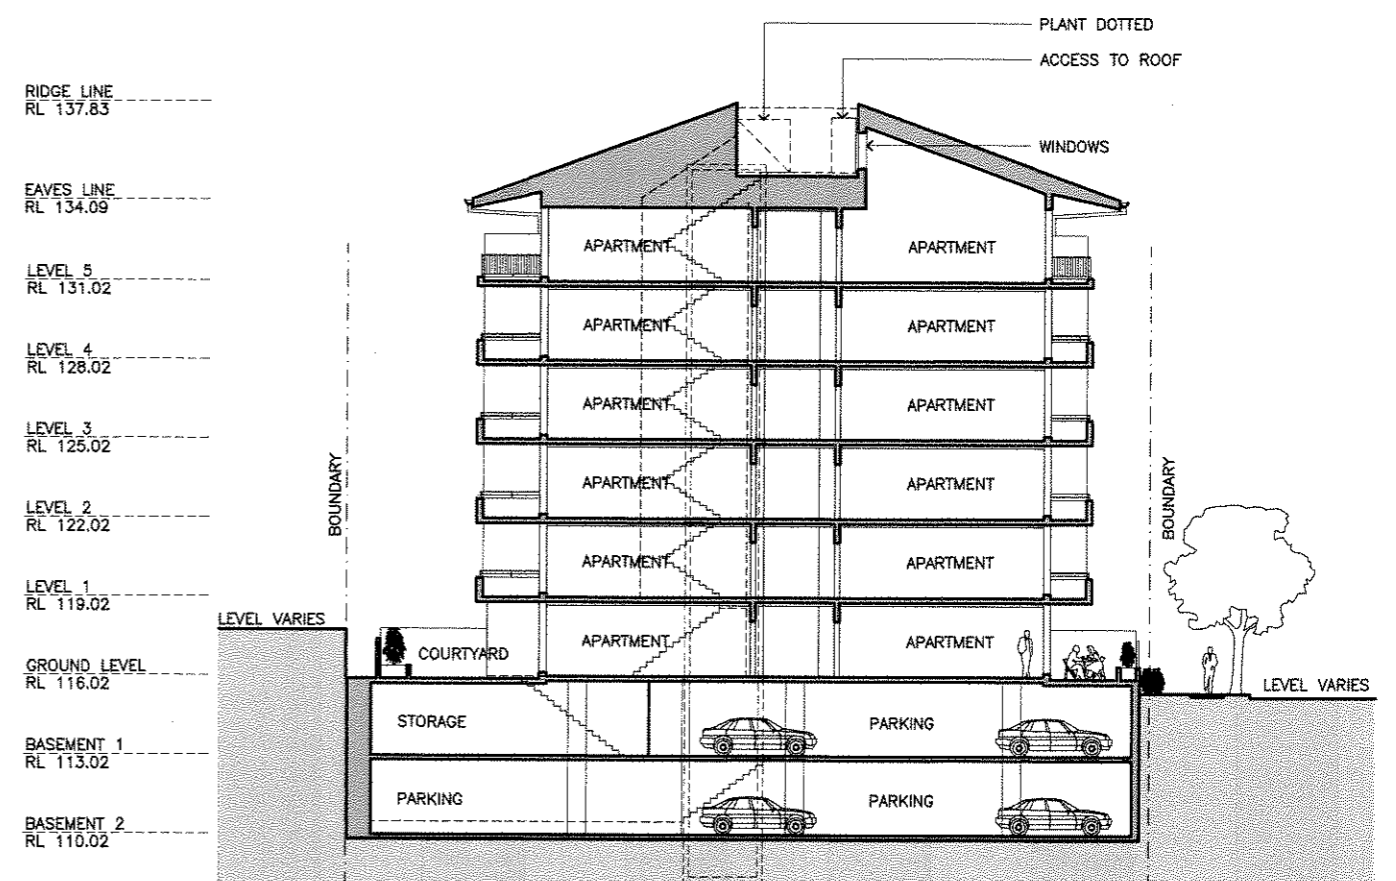 PLANT DOTTED
ACCESS TO ROOF
RIDGE LINE
RL 137.83
WINDOWS
EAVES LINE
RL 134.09
APARTMENT APARTMENT
LEVEL 5
RL 131.02
APARTMENT APARTMENT
LEVEL 4
RL 128.02
APARTMENT APARTMENT
LEVEL 3
RL 125.02
BOUNDARY
BOUNDARY
APARTMENT APARTMENT
LEVEL 2
RL 122.02
APARTMENT APARTMENT
LEVEL 1
RL 119.02
LEVEL VARIES
APARTMENT APARTMENT
COURTYARD
GROUND LEVEL
RL 116.02
LEVEL VARIES
STORAGE PARKING
BASEMENT 1
RL 113.02
PARKING PARKING
BASEMENT 2
RL 110.02